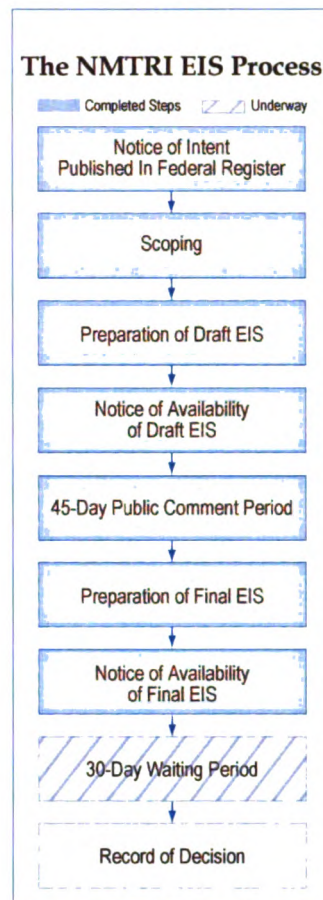 The NMTRI EIS Process
Completed Steps Underway
Notice of Intent
Published In Federal Register
Scoping
Preparation of Draft EIS
Notice of Availability
of Draft EIS
45-Day Public Comment Period
Preparation of Final EIS
Notice of Availability
of Final EIS
30-Day Waiting Period
Record of Decision